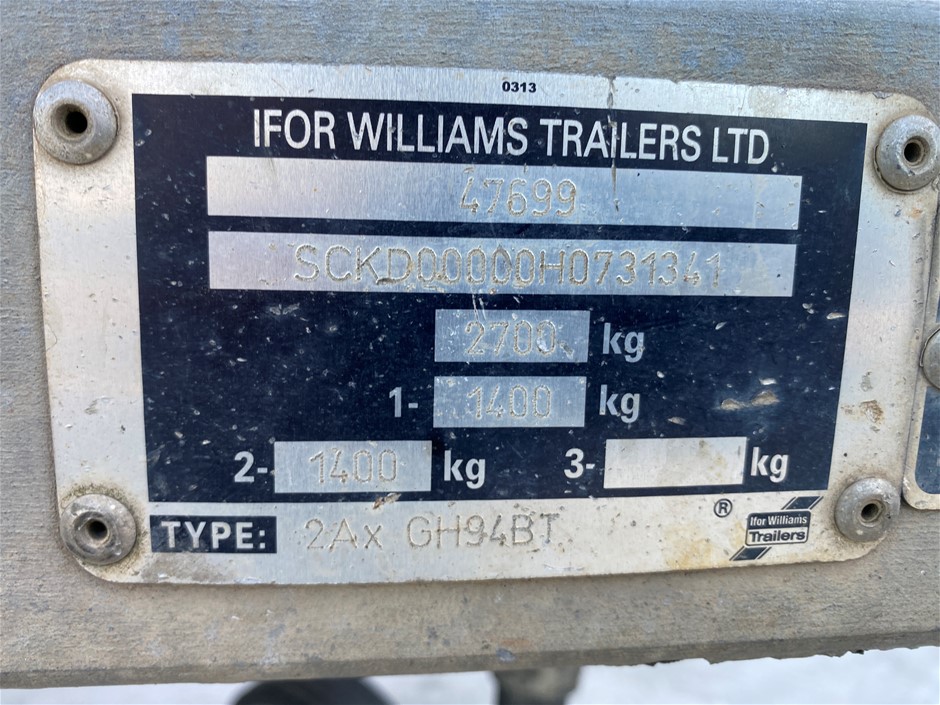 0313
IFOR WILLIAMS TRAILERS LTD
47699
SCKD00000H0731341
2700 kg
1- 1400 kg
2- 1400 kg 3- kg
TYPE: 2Ax GH94BT ®
Ifor Williams
Trailers